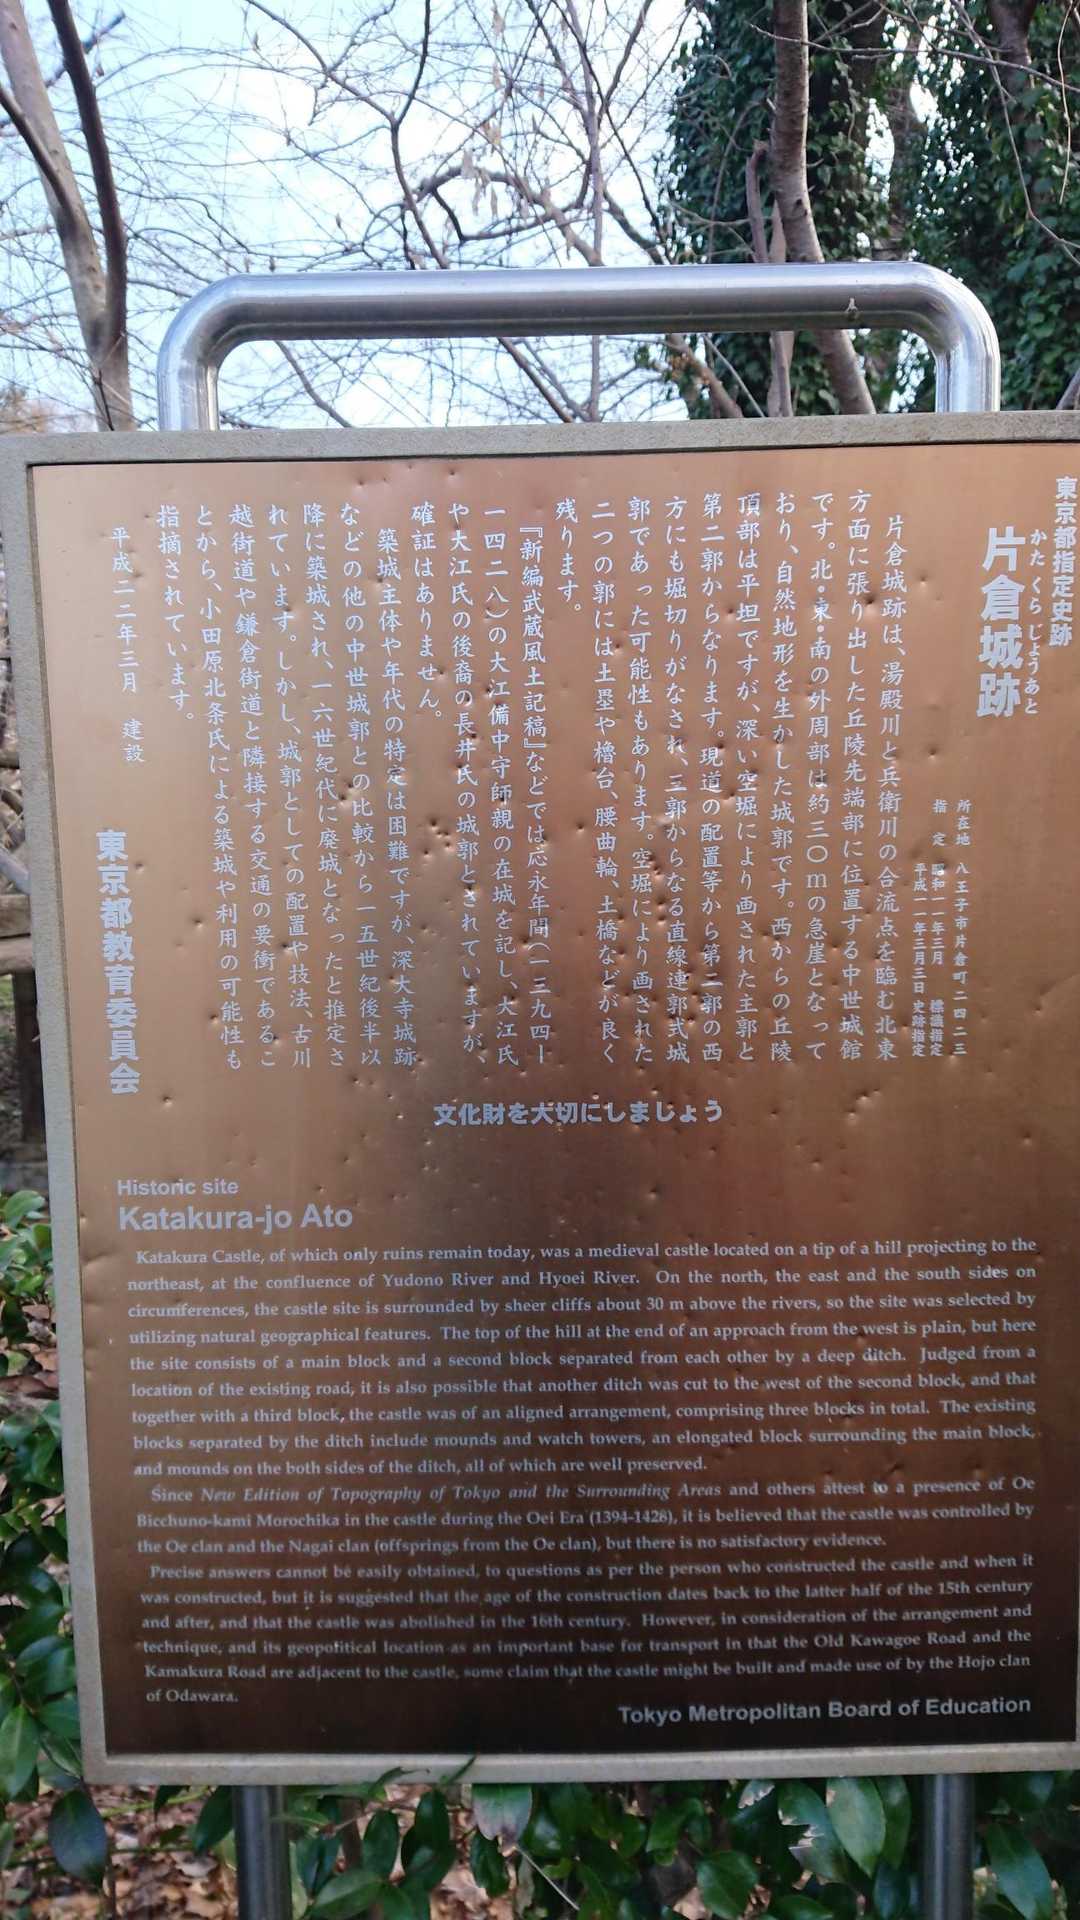 東京都指定史跡
かたくらじょうあと
片倉城跡
所在地 八王子市片倉町二四二三
指定 昭和一一年三月 標識指定
平成一一年三月三日 史跡指定
片倉城跡は、湯殿川と兵衛川の合流点を臨む北東
方面に張り出した丘陵先端部に位置する中世城館
です。北・東・南の外周部は約三〇mの急崖となって
おり、自然地形を生かした城郭です。西からの丘陵
頂部は平坦ですが、深い空堀により画された主郭と
第二郭からなります。現道の配置等から第二郭の西
方にも堀切りがなされ、三郭からなる直線連郭式城
郭であった可能性もあります。空堀により画された
二つの郭には土塁や櫓台、腰曲輪、土橋などが良く
残ります。
『新編武蔵風土記稿』などでは応永年間(一三九四ー
一四二八)の大江備中守師親の在城を記し、大江氏
や大江氏の後裔の長井氏の城郭とされていますが、
確証はありません。
築城主体や年代の特定は困難ですが、深大寺城跡
などの他の中世城郭との比較から一五世紀後半以
降に築城され、一六世紀代に廃城となったと推定さ
れています。しかし、城郭としての配置や技法、古川
越街道や鎌倉街道と隣接する交通の要衝であるこ
とから、小田原北条氏による築城や利用の可能性も
指摘されています。
平成二二年三月 建設
東京都教育委員会
文化財を大切にしましょう
Historic site
Katakura-jo Ato
Katakura Castle, of which only ruins remain today, was a medieval castle located on a tip of a hill projecting to the
northeast, at the confluence of Yudono River and Hyoei River. On the north, the east and the south sides on
circumferences, the castle site is surrounded by sheer cliffs about 30 m above the rivers, so the site was selected by
utilizing natural geographical features. The top of the hill at the end of an approach from the west is plain, but here
the site consists of a main block and a second block separated from each other by a deep ditch. Judged from a
location of the existing road, it is also possible that another ditch was cut to the west of the second block, and that
together with a third block, the castle was of an aligned arrangement, comprising three blocks in total. The existing
blocks separated by the ditch include mounds and watch towers, an elongated block surrounding the main block,
and mounds on the both sides of the ditch, all of which are well preserved.
Since New Edition of Topography of Tokyo and the Surrounding Areas and others attest to a presence of Oe
Bicchuno-kami Morochika in the castle during the Oei Era (1394-1428), it is believed that the castle was controlled by
the Oe clan and the Nagai clan (offsprings from the Oe clan), but there is no satisfactory evidence.
Precise answers cannot be easily obtained, to questions as per the person who constructed the castle and when it
was constructed, but it is suggested that the age of the construction dates back to the latter half of the 15th century
and after, and that the castle was abolished in the 16th century. However, in consideration of the arrangement and
technique, and its geopolitical location as an important base for transport in that the Old Kawagoe Road and the
Kamakura Road are adjacent to the castle, some claim that the castle might be built and made use of by the Hojo clan
of Odawara.
Tokyo Metropolitan Board of Education